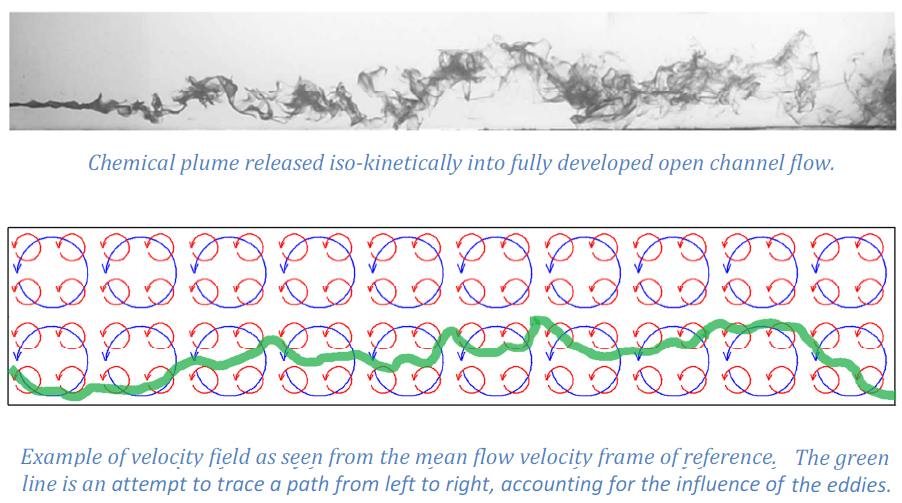 Chemical plume released iso-kinetically into fully developed open channel flow.
Example of velocity field as seen from the mean flow velocity frame of reference, The green
line is an attempt to trace a path from left to right, accounting for the influence of the eddies.